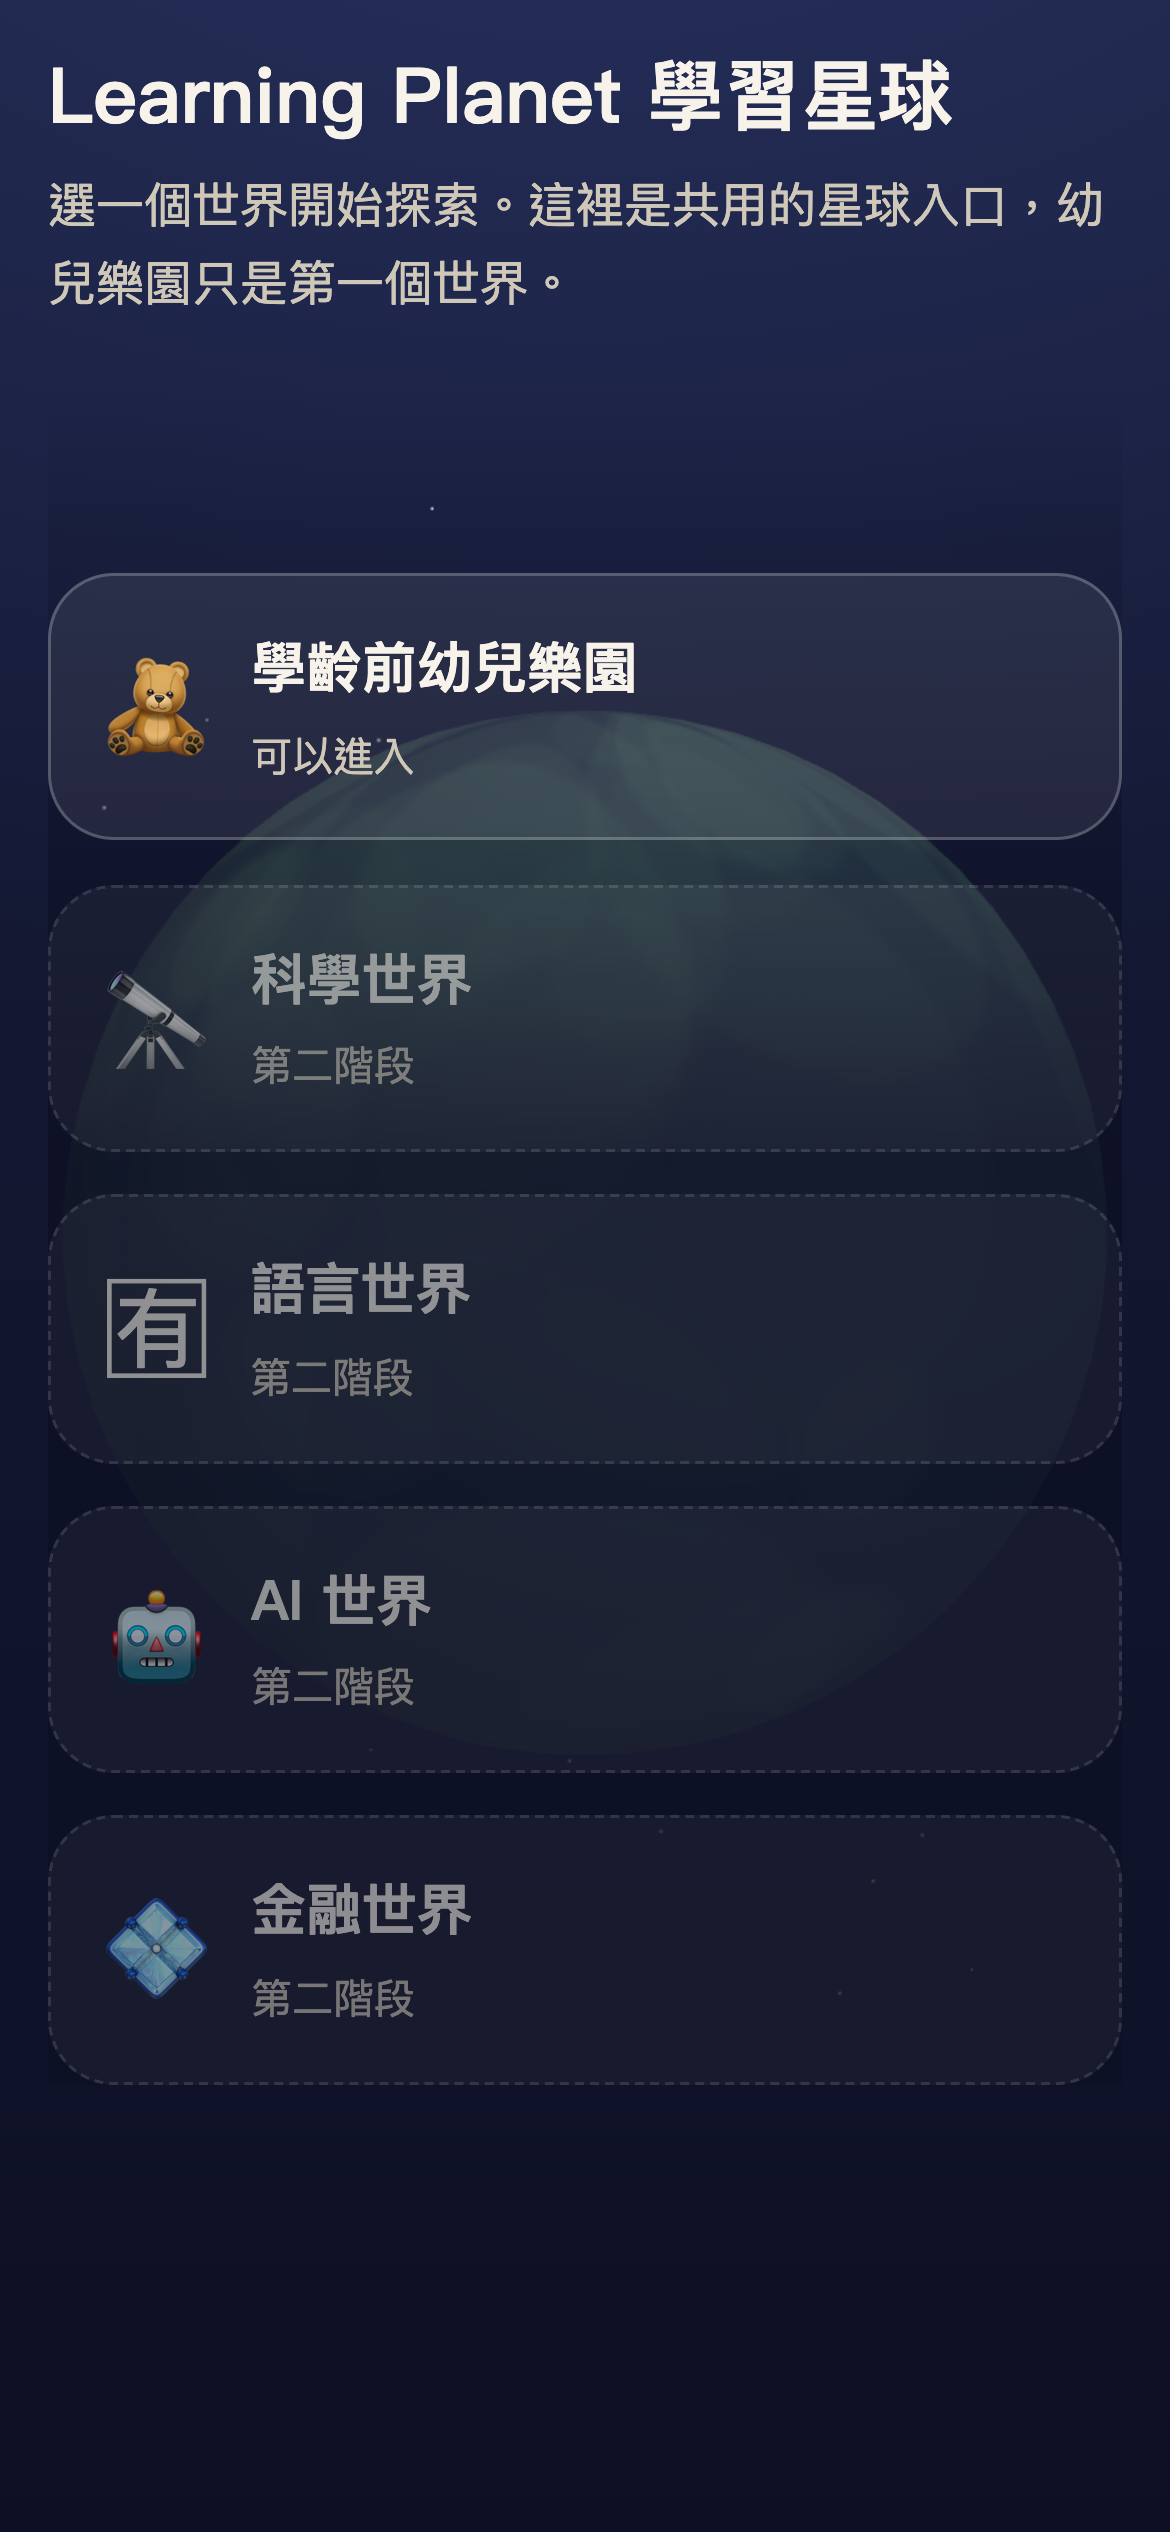 Learning Planet 學習星球
選一個世界開始探索。這裡是共用的星球入口，幼
兒樂園只是第一個世界。
學齡前幼兒樂園
可以進入
科學世界
第二階段
有
語言世界
第二階段
AI 世界
第二階段
金融世界
第二階段